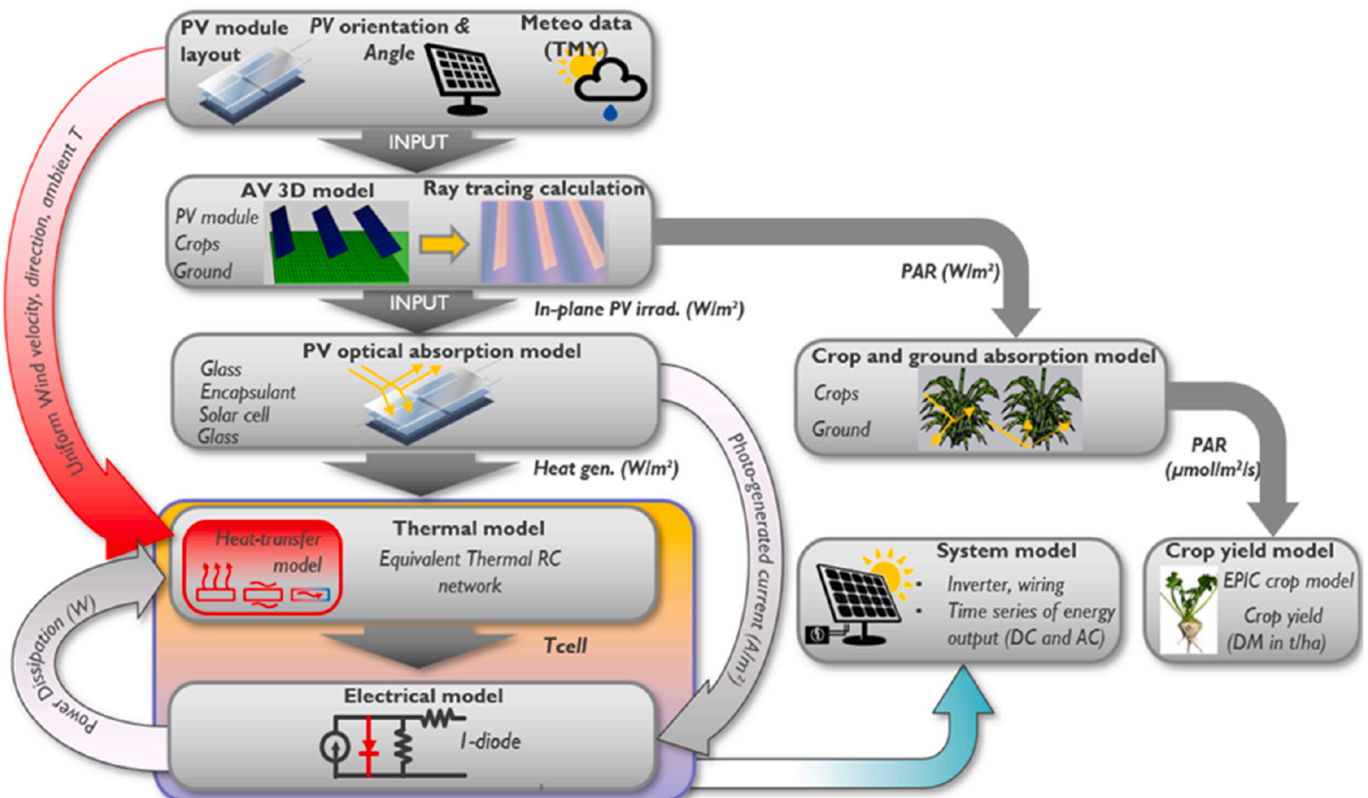 PV module
layout
PV orientation &
Angle
Meteo data
(TMY)
INPUT
Uniform Wind velocity, direction, ambient T
AV 3D model
Ray tracing calculation
PV module
Crops
Ground
INPUT
In-plane PV irrad. (W/m²)
PAR (W/m²)
PV optical absorption model
Glass
Encapsulant
Solar cell
Glass
Crop and ground absorption model
Crops
Ground
Heat gen. (W/m²)
Photo-generated current (A/m²)
PAR
(µmol/m²/s)
Thermal model
Heat-transfer
model
Equivalent Thermal RC
network
System model
• Inverter, wiring
• Time series of energy
output (DC and AC)
Crop yield model
EPIC crop model
Crop yield
(DM in t/ha)
Power Dissipation (W)
Tcell
Electrical model
1-diode